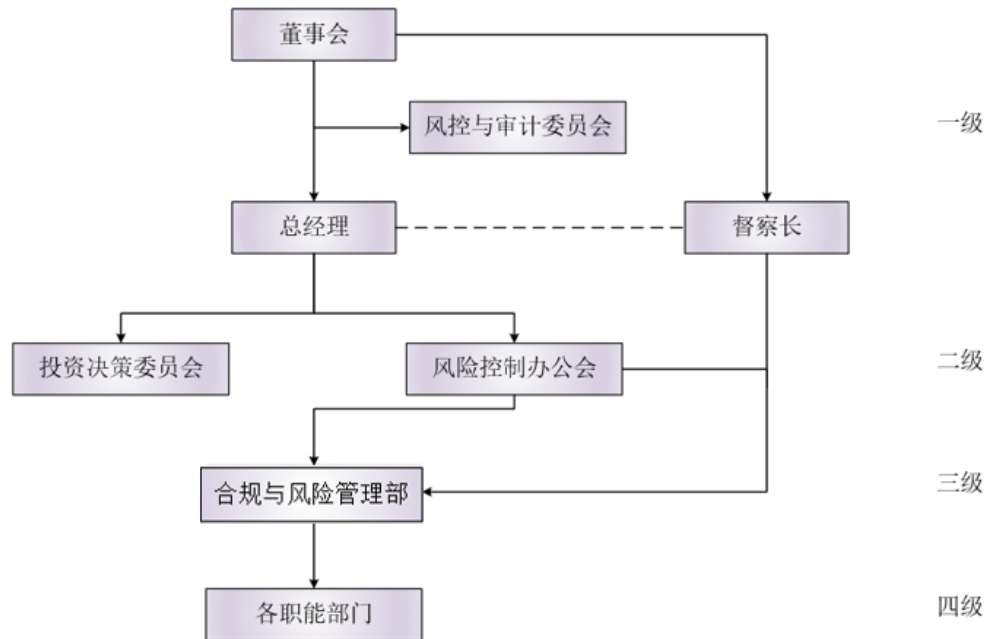 董事会
风控与审计委员会
一级
总经理
督察长
投资决策委员会
风险控制办公会
二级
合规与风险管理部
三级
各职能部门
四级